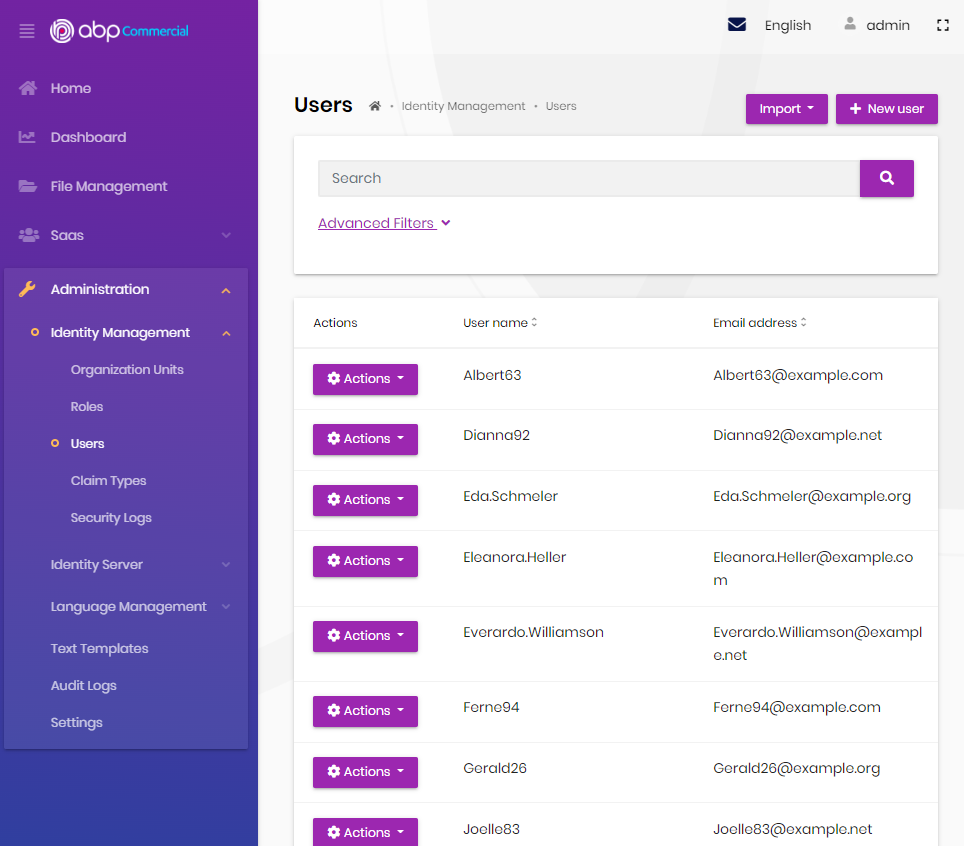 abp Commercial
English
admin
Home
Dashboard
File Management
Saas
Administration
Identity Management
Organization Units
Roles
Users
Claim Types
Security Logs
Identity Server
Language Management
Text Templates
Audit Logs
Settings
Users • Identity Management • Users
Import
New user
Search
Advanced Filters
Actions User name Email address
Actions Albert63 Albert63@example.com
Actions Dianna92 Dianna92@example.net
Actions Eda.Schmeler Eda.Schmeler@example.org
Actions Eleanora.Heller Eleanora.Heller@example.co
m
Actions Everardo.Williamson Everardo.Williamson@exampl
e.net
Actions Ferne94 Ferne94@example.com
Actions Gerald26 Gerald26@example.org
Actions Joelle83 Joelle83@example.net